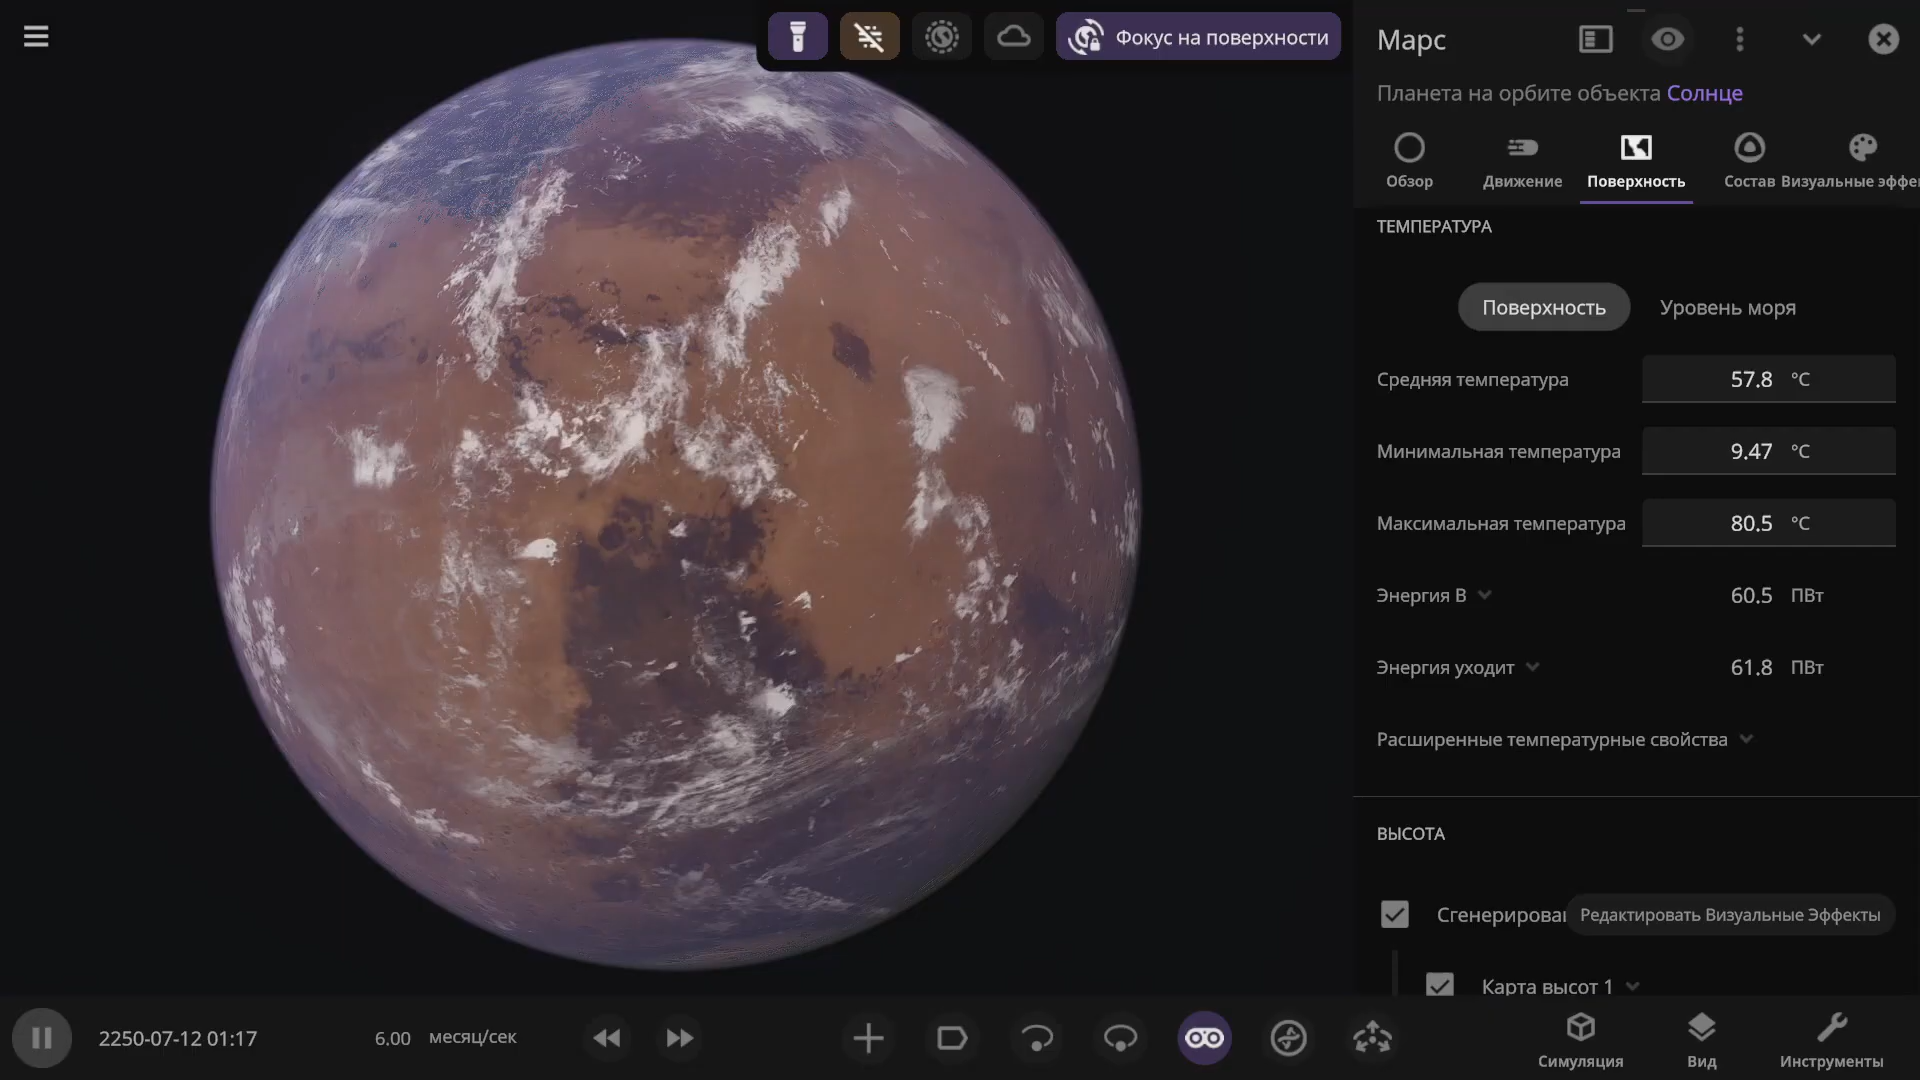 Фокус на поверхности
Марс
Планета на орбите объекта Солнце
Обзор
Движение
Поверхность
Состав
Визуальные эффе
ТЕМПЕРАТУРА
Поверхность
Уровень моря
Средняя температура 57.8 °C
Минимальная температура 9.47 °C
Максимальная температура 80.5 °C
Энергия В 60.5 ПВт
Энергия уходит 61.8 ПВт
Расширенные температурные свойства
ВЫСОТА
Сгенерирова
Редактировать Визуальные Эффекты
Карта высот 1
2250-07-12 01:17
6.00 месяц/сек
Симуляция
Вид
Инструменты